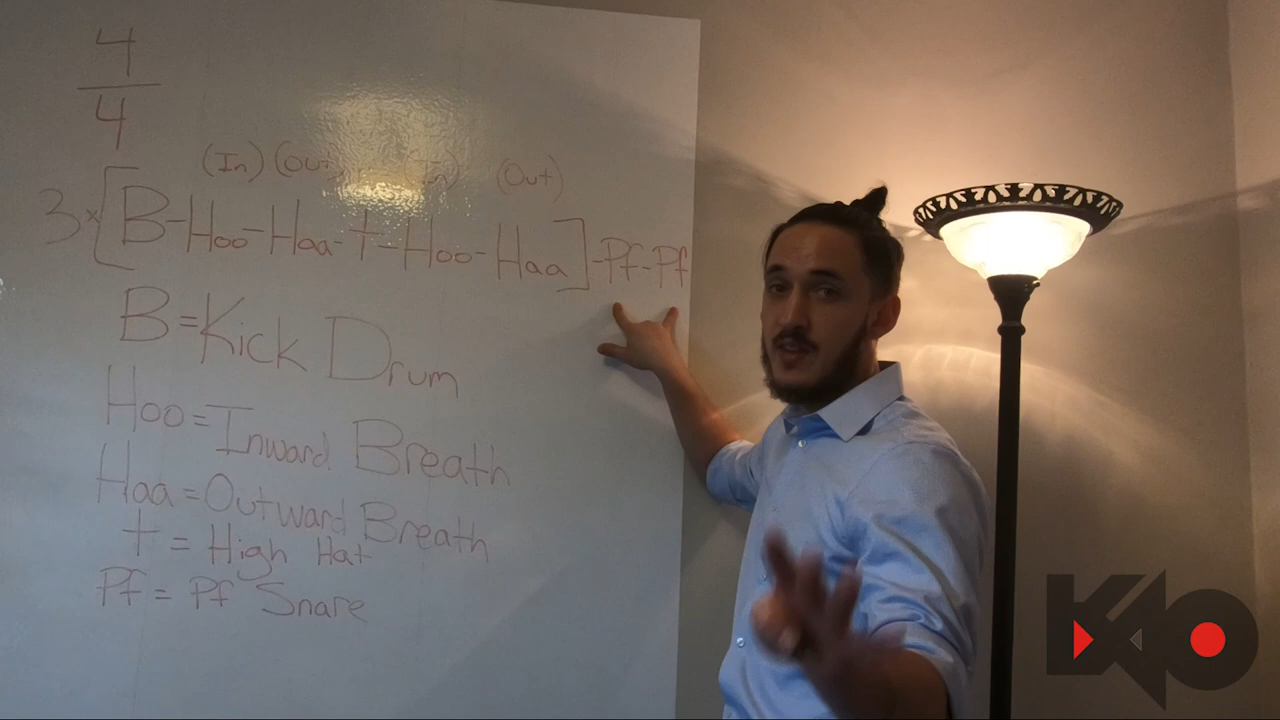 4
4
(In) (Out) (In) (Out)
3x[B-Hoo-Haa-t-Hoo-Haa]-Pf-Pf
B=Kick Drum
Hoo=Inward Breath
Haa=Outward Breath
t = High Hat
Pf = Pf Snare